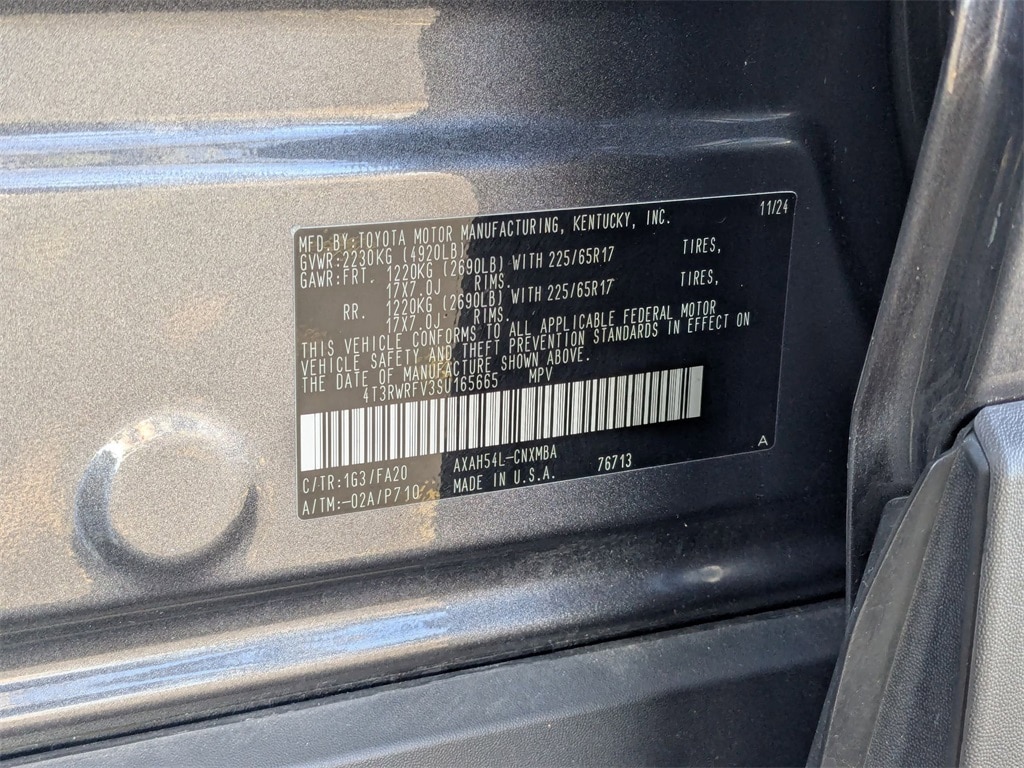 MFD.BY:TOYOTA MOTOR MANUFACTURING, KENTUCKY, INC. 11/24
GVWR:2230KG (4920LB)
GAWR:FRT. 1220KG (2690LB) WITH 225/65R17 TIRES,
17X7.0J RIMS.
RR. 1220KG (2690LB) WITH 225/65R17 TIRES,
17X7.0J RIMS.
THIS VEHICLE CONFORMS TO ALL APPLICABLE FEDERAL MOTOR
VEHICLE SAFETY AND THEFT PREVENTION STANDARDS IN EFFECT ON
THE DATE OF MANUFACTURE SHOWN ABOVE.
4T3RWRFV3SU165665 MPV
C/TR:1G3/FA20 AXAH54L-CNXMBA 76713 A
A/TM:-02A/P710 MADE IN U.S.A.